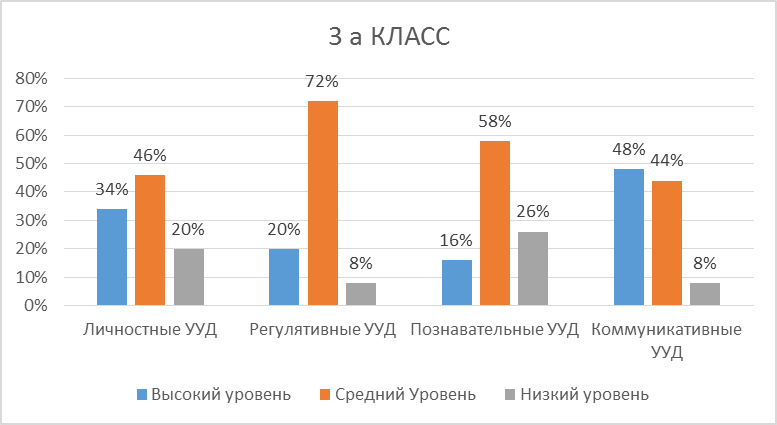 3 а КЛАСС
80%
70%
60%
50%
40%
30%
20%
10%
0%
34%
46%
20%
20%
72%
8%
16%
58%
26%
48%
44%
8%
Личностные УУД
Регулятивные УУД
Познавательные УУД
Коммуникативные
УУД
Высокий уровень
Средний Уровень
Низкий уровень